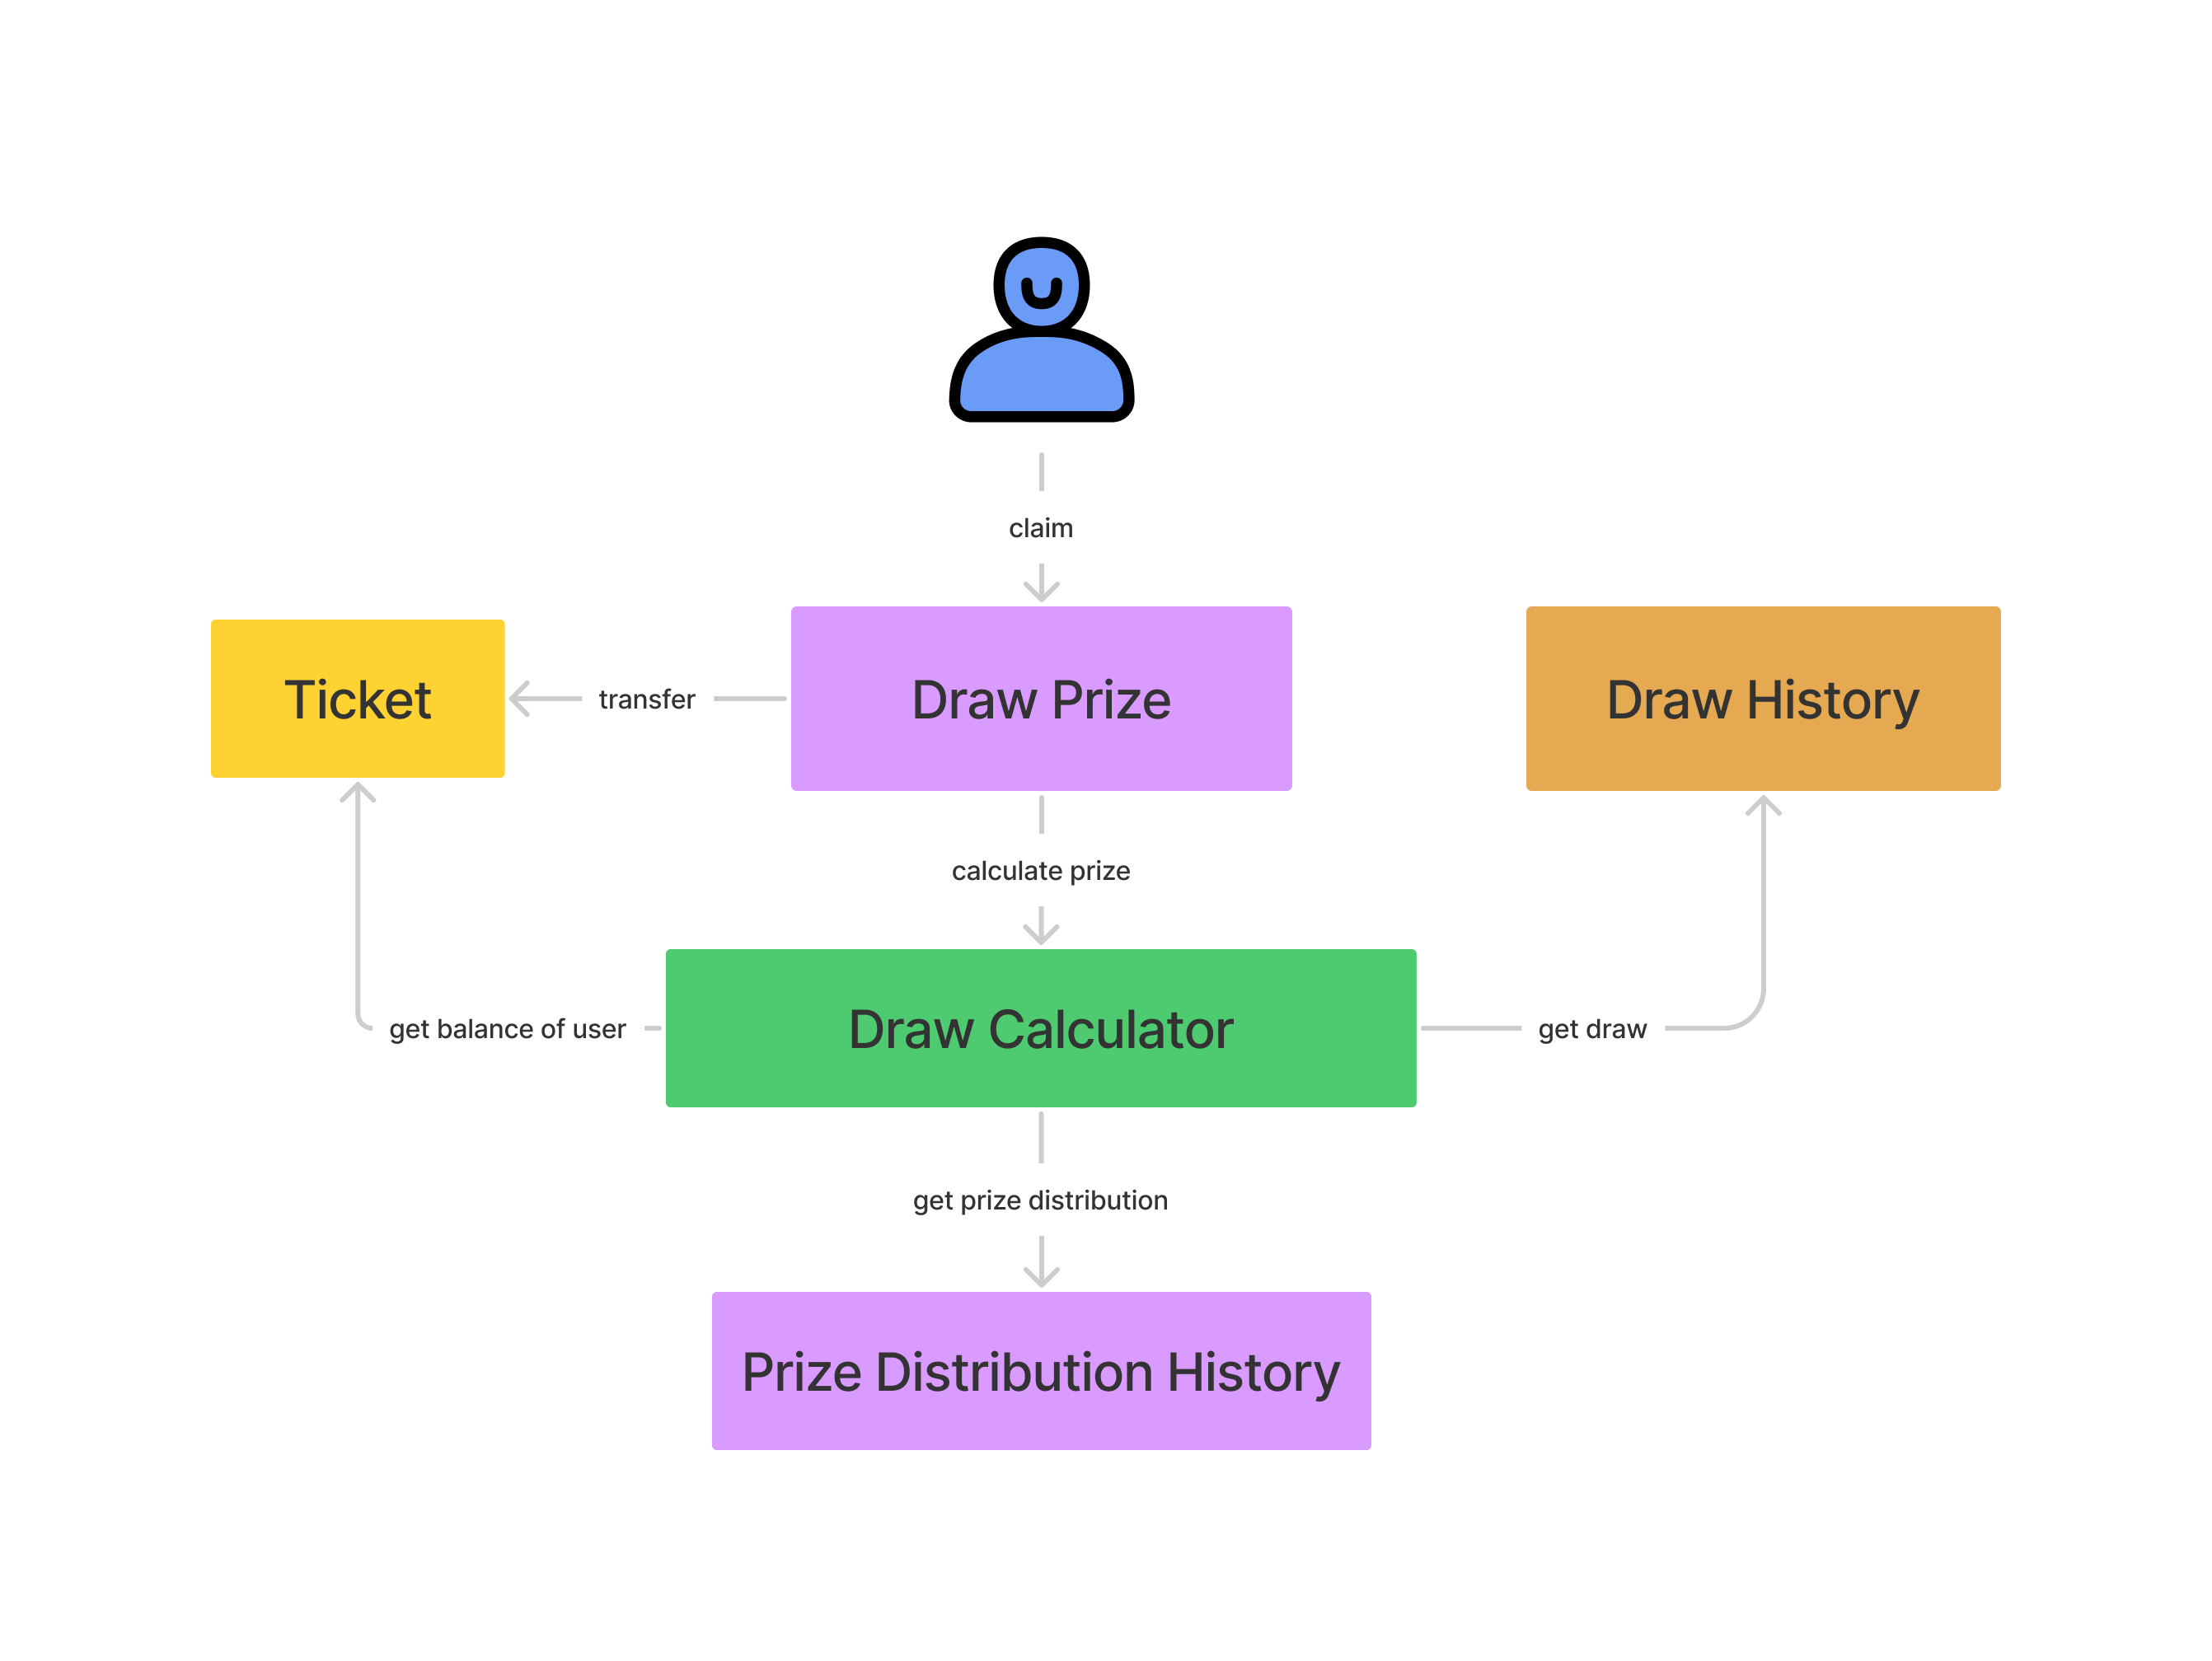 claim
Ticket
transfer
Draw Prize
Draw History
calculate prize
get balance of user
Draw Calculator
get draw
get prize distribution
Prize Distribution History